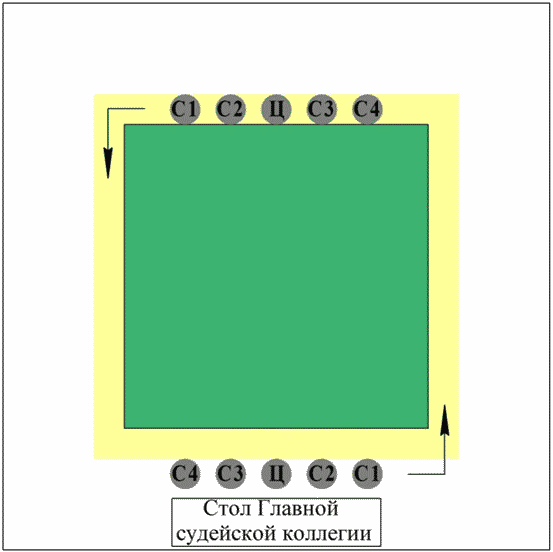 С1 С2 Ц С3 С4
С4 С3 Ц С2 С1
Стол Главной
судейской коллегии